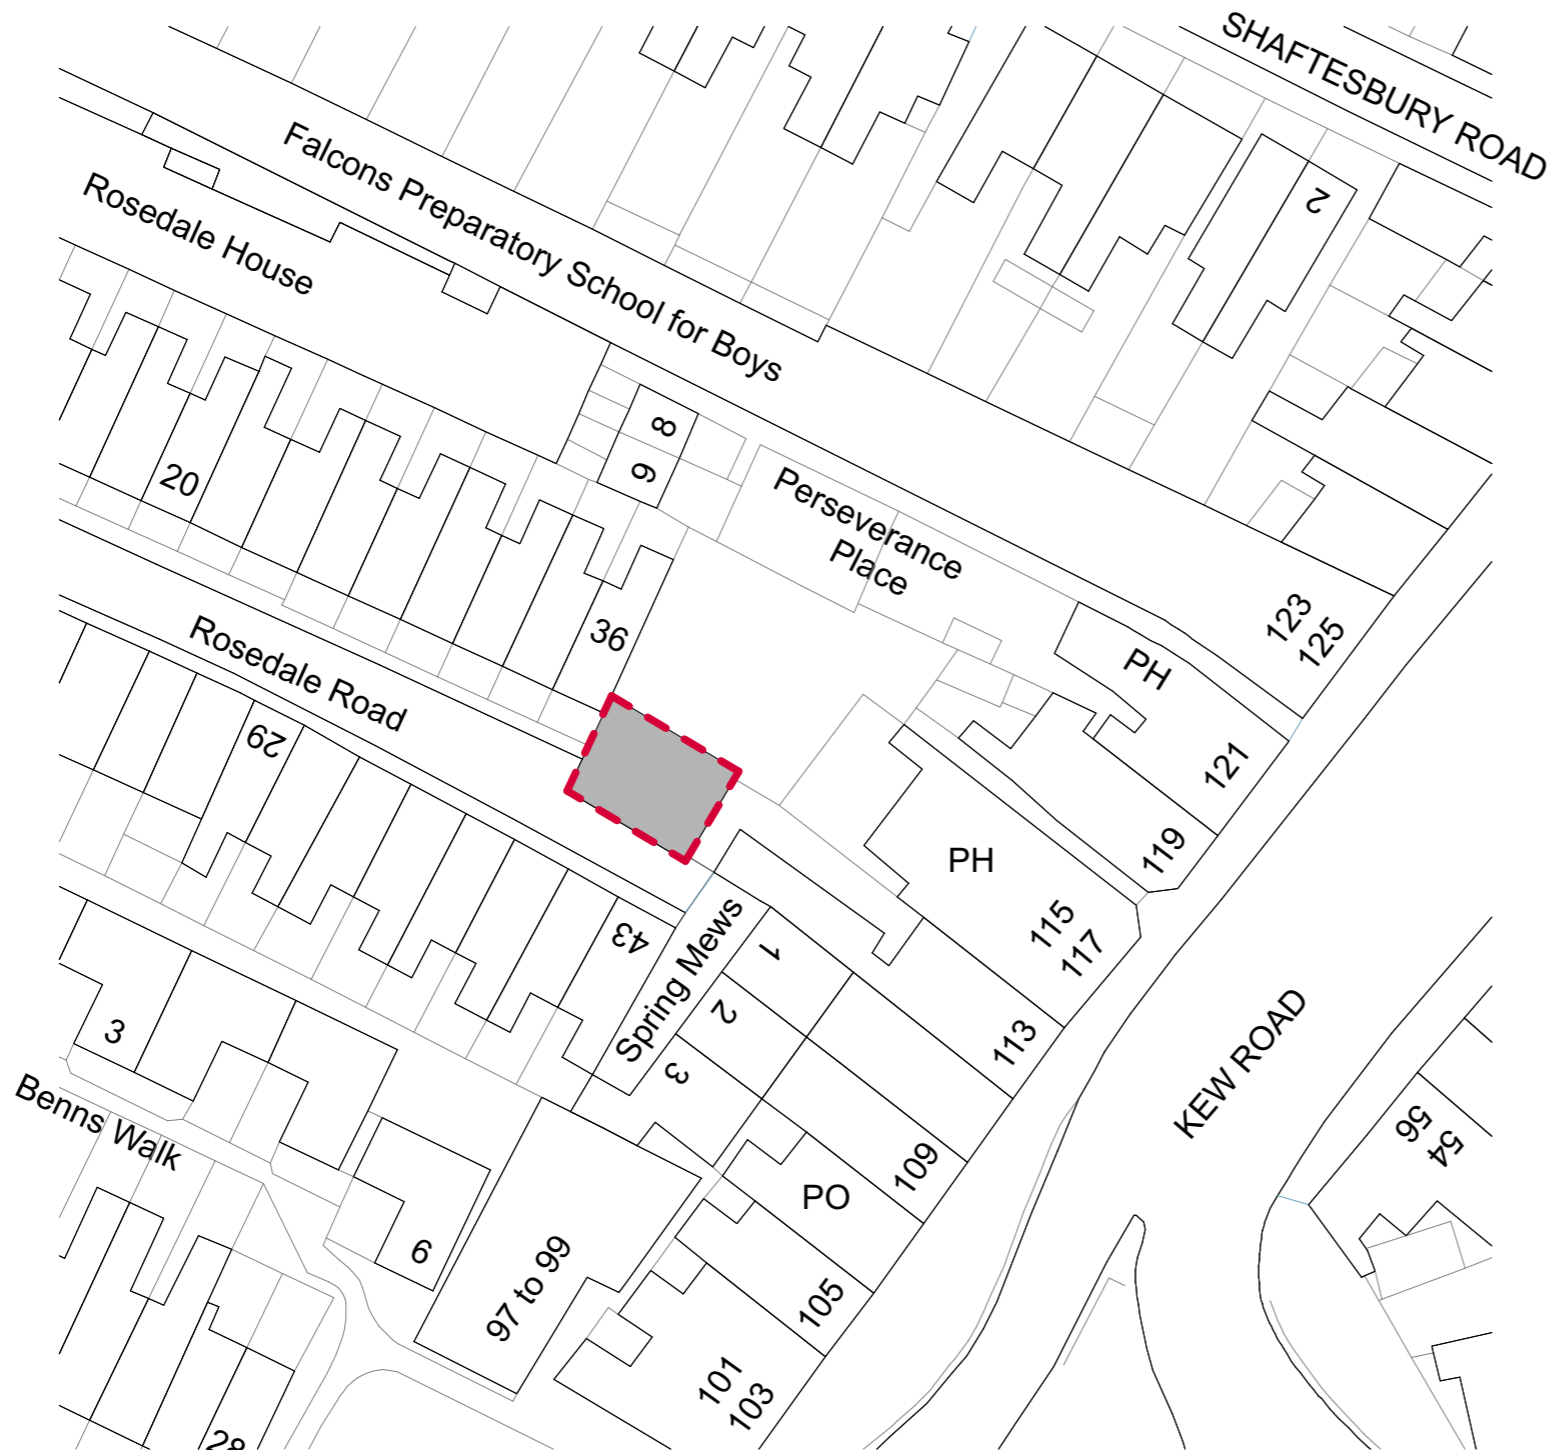 SHAFTESBURY ROAD
Falcons Preparatory School for Boys
Rosedale House
2
8
6
20
Perseverance
Place
36
123
125
PH
Rosedale Road
29
121
119
PH
43
115
117
Spring Mews
1
2
3
113
KEW ROAD
3
Benns Walk
109
PO
56
54
6
97 to 99
105
101
103
28